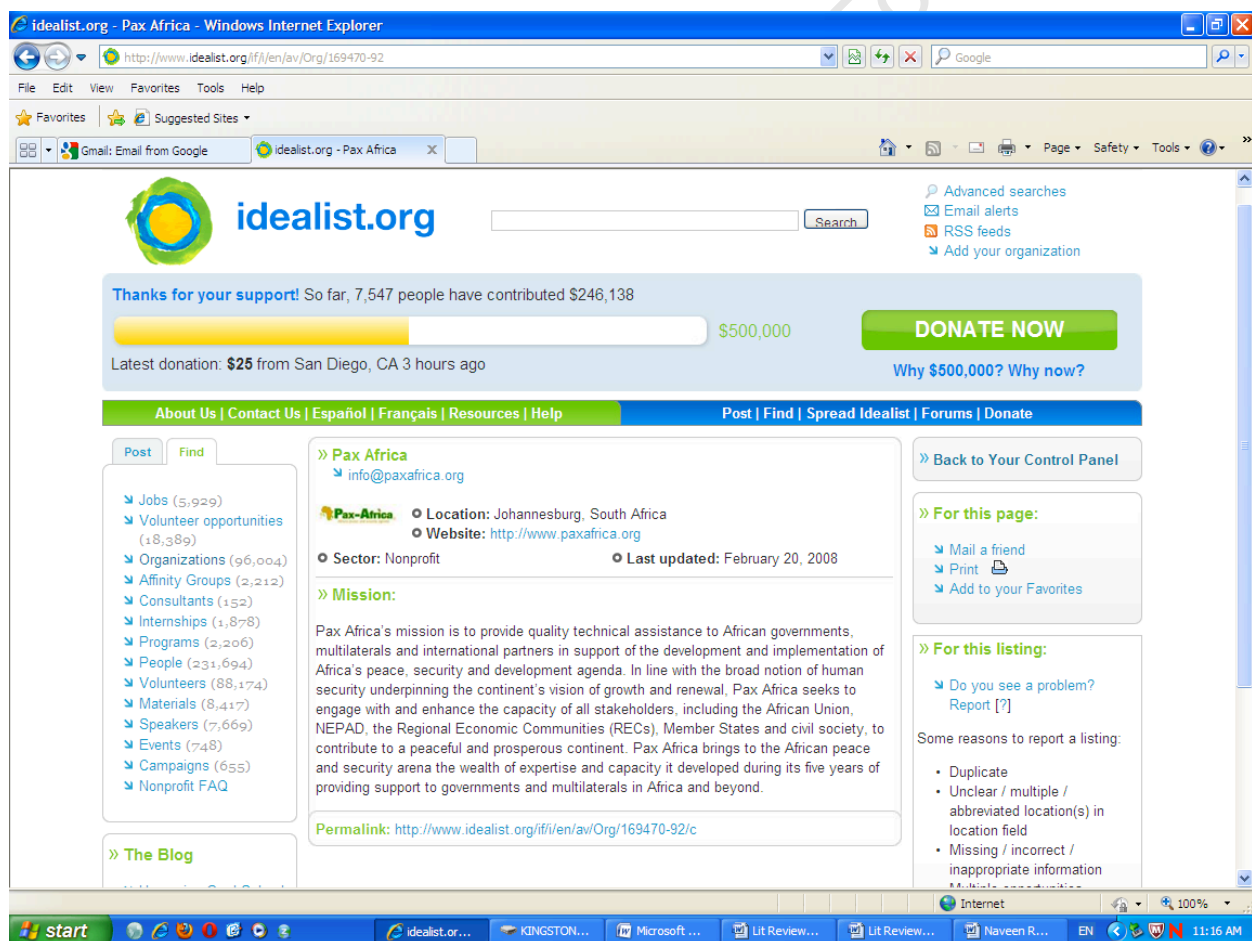 idealist.org - Pax Africa - Windows Internet Explorer
http://www.idealist.org/if/i/en/av/Org/169470-92
Google
File Edit View Favorites Tools Help
Favorites Suggested Sites
Gmail: Email from Google
idealist.org - Pax Africa X
Page Safety Tools
idealist.org
Search
Advanced searches
Email alerts
RSS feeds
Add your organization
Thanks for your support! So far, 7,547 people have contributed $246,138
$500,000
DONATE NOW
Latest donation: $25 from San Diego, CA 3 hours ago
Why $500,000? Why now?
About Us | Contact Us | Español | Français | Resources | Help
Post | Find | Spread Idealist | Forums | Donate
Post Find
Jobs (5,929)
Volunteer opportunities
(18,389)
Organizations (96,004)
Affinity Groups (2,212)
Consultants (152)
Internships (1,878)
Programs (2,206)
People (231,694)
Volunteers (88,174)
Materials (8,417)
Speakers (7,669)
Events (748)
Campaigns (655)
Nonprofit FAQ
» The Blog
» Pax Africa
info@paxafrica.org
Pax-Africa
Location: Johannesburg, South Africa
Website: http://www.paxafrica.org
Sector: Nonprofit
Last updated: February 20, 2008
» Mission:
Pax Africa's mission is to provide quality technical assistance to African governments,
multilaterals and international partners in support of the development and implementation of
Africa's peace, security and development agenda. In line with the broad notion of human
security underpinning the continent's vision of growth and renewal, Pax Africa seeks to
engage with and enhance the capacity of all stakeholders, including the African Union,
NEPAD, the Regional Economic Communities (RECs), Member States and civil society, to
contribute to a peaceful and prosperous continent. Pax Africa brings to the African peace
and security arena the wealth of expertise and capacity it developed during its five years of
providing support to governments and multilaterals in Africa and beyond.
Permalink: http://www.idealist.org/if/i/en/av/Org/169470-92/c
» Back to Your Control Panel
» For this page:
Mail a friend
Print
Add to your Favorites
» For this listing:
Do you see a problem?
Report [?]
Some reasons to report a listing:
• Duplicate
• Unclear / multiple /
abbreviated location(s) in
location field
• Missing / incorrect /
inappropriate information
Internet
100%
start
idealist.or...
KINGSTON...
Microsoft ...
Lit Review...
Lit Review...
Naveen R...
EN
11:16 AM